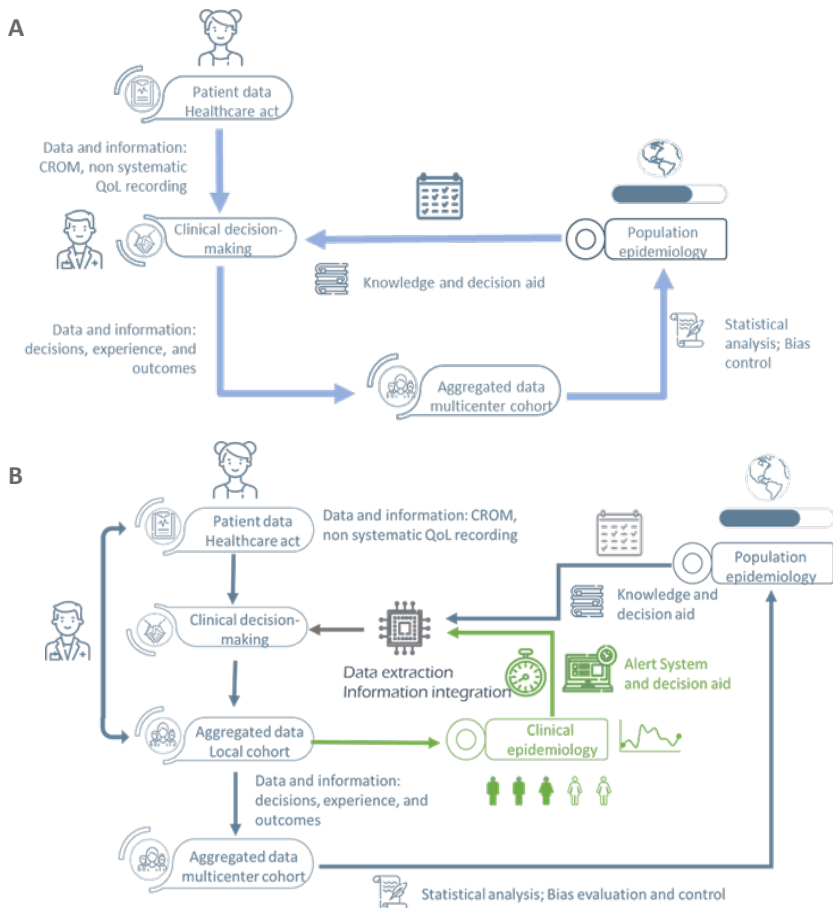 A
Patient data
Healthcare act
Data and information:
CROM, non systematic
QoL recording
Clinical decision-
making
Population
epidemiology
Knowledge and decision aid
Data and information:
decisions, experience, and
outcomes
Statistical
analysis; Bias
control
Aggregated data
multicenter cohort
B
Patient data
Healthcare act
Data and information: CROM,
non systematic QoL recording
Population
epidemiology
Knowledge and
decision aid
Clinical decision-
making
Data extraction
Information integration
Alert System
and decision aid
Aggregated data
Local cohort
Clinical
epidemiology
Data and information:
decisions, experience, and
outcomes
Aggregated data
multicenter cohort
Statistical analysis; Bias evaluation and control